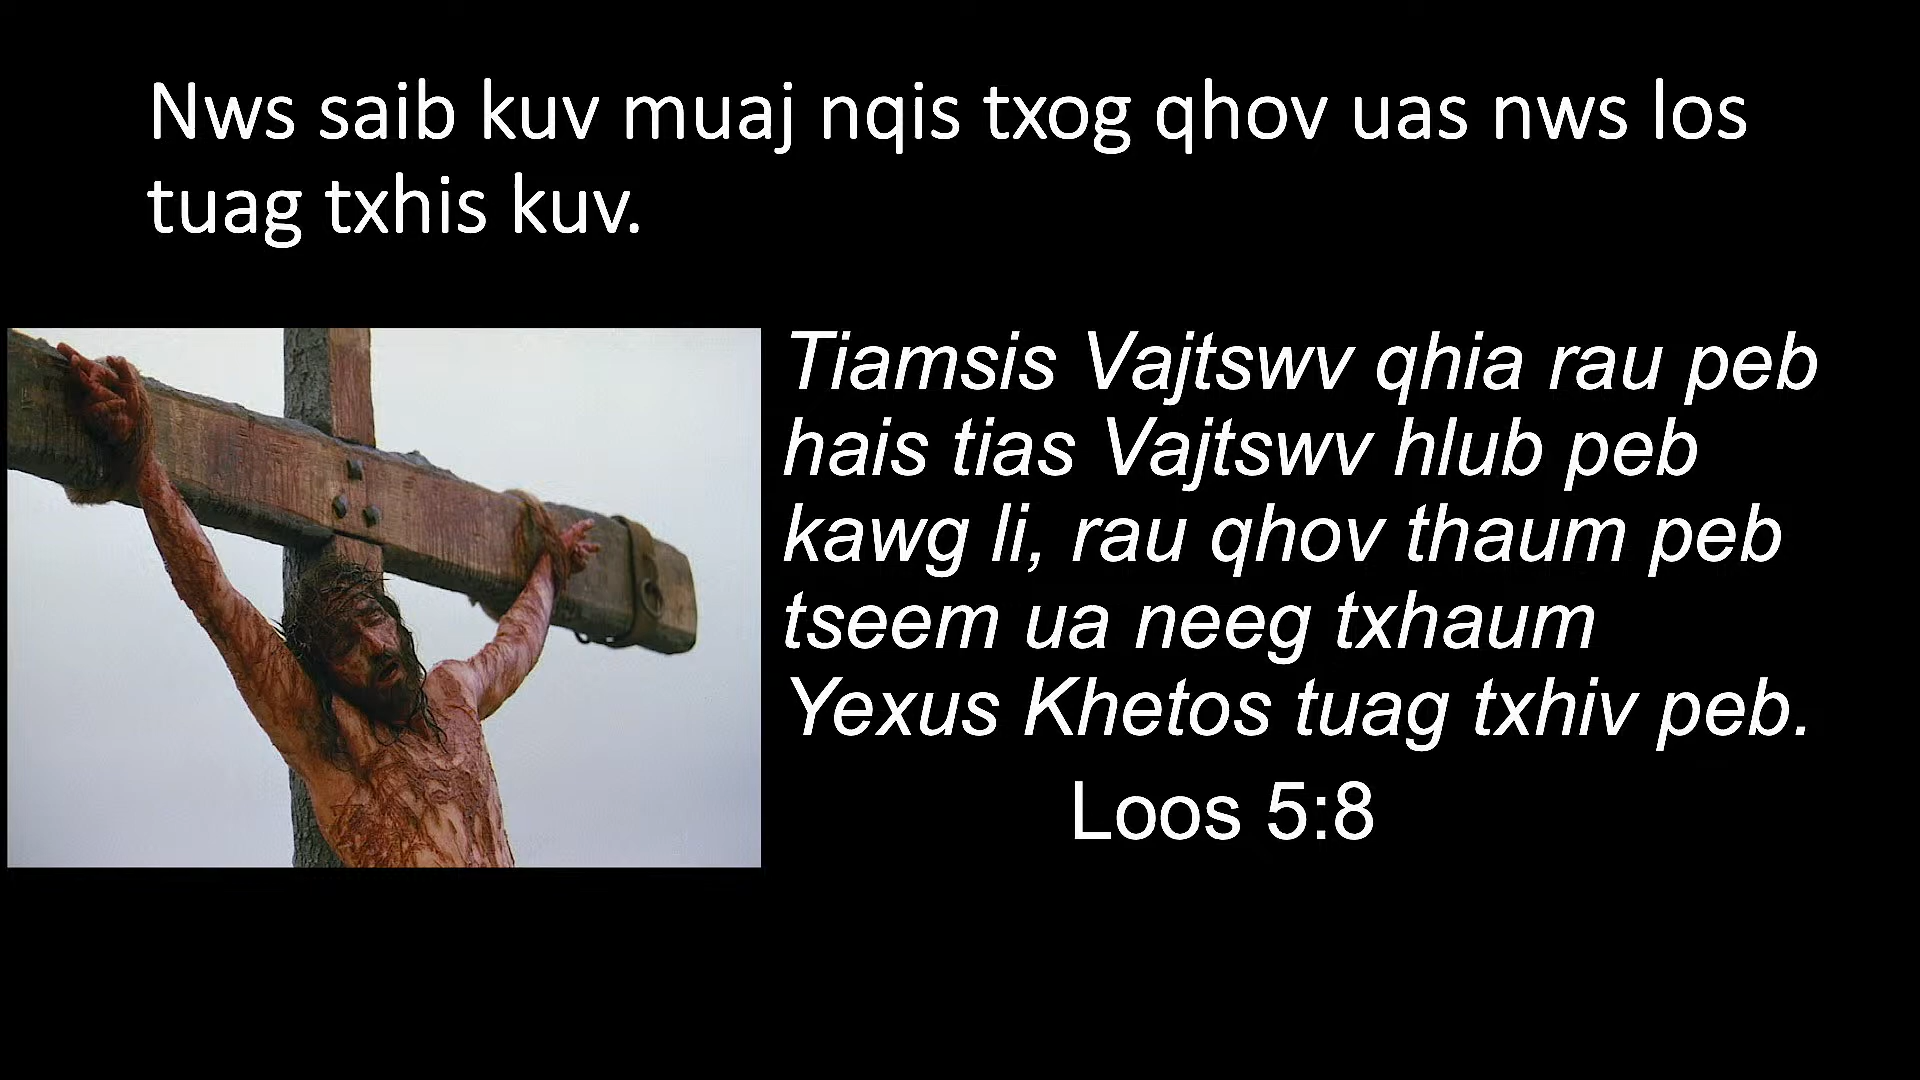 Nws saib kuv muaj nqis txog qhov uas nws los
tuag txhis kuv.
Tiamsis Vajtswv qhia rau peb
hais tias Vajtswv hlub peb
kawg li, rau qhov thaum peb
tseem ua neeg txhaum
Yexus Khetos tuag txhiv peb.
Loos 5:8